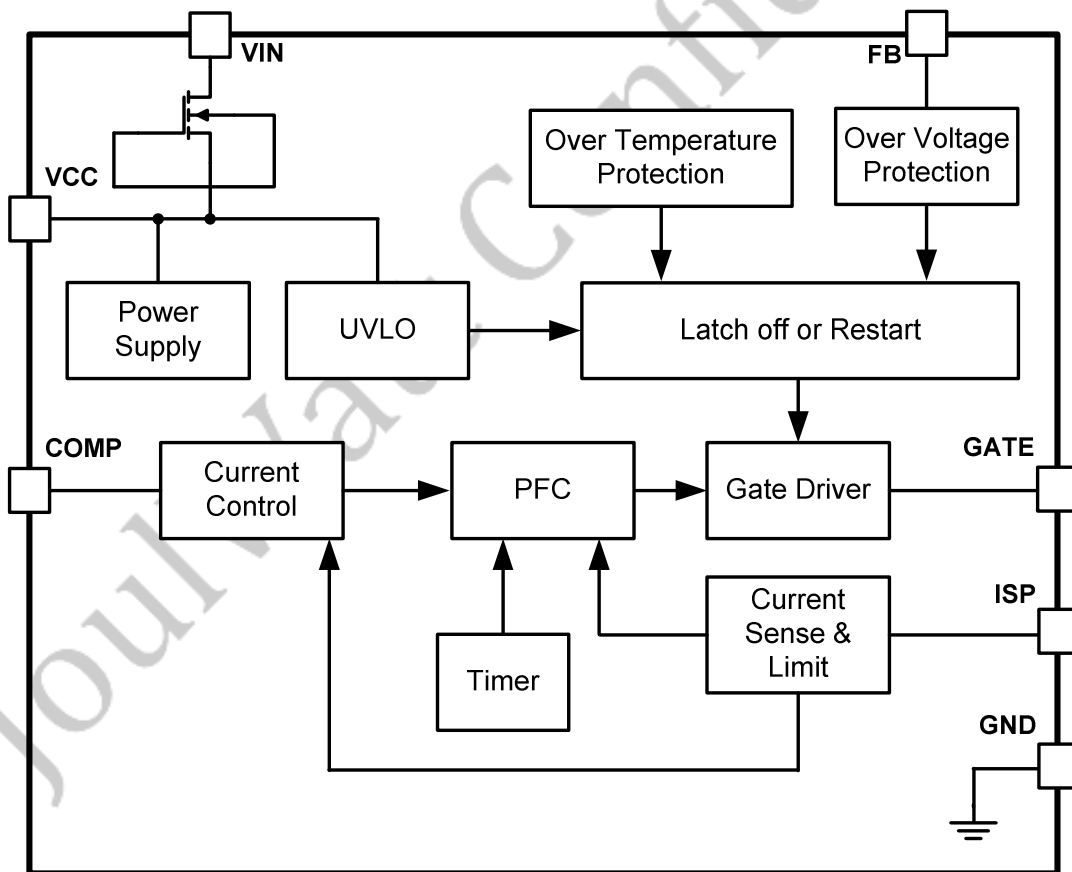 VIN
FB
Over Temperature
Protection
Over Voltage
Protection
VCC
Power
Supply
UVLO
Latch off or Restart
COMP
Current
Control
PFC
Gate Driver
GATE
Timer
Current
Sense &
Limit
ISP
GND